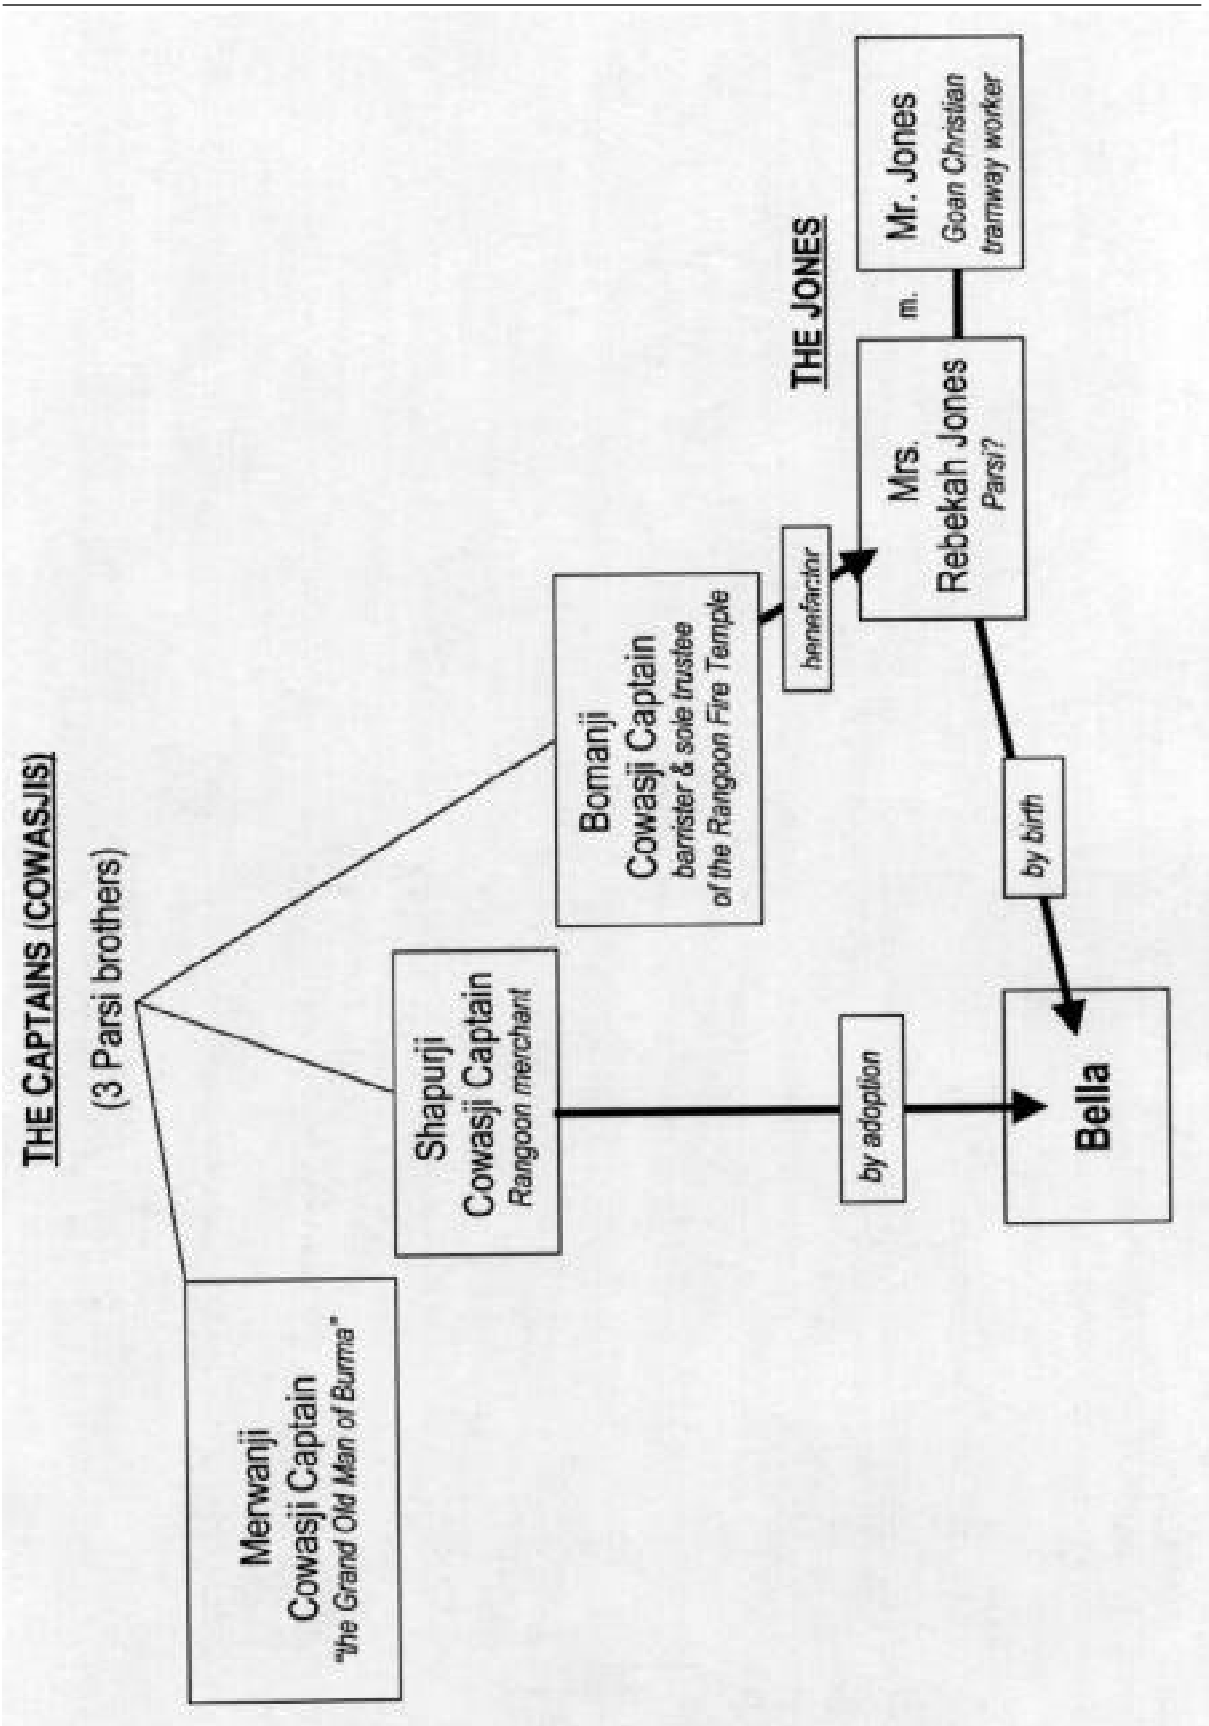 THE CAPTAINS (COWASJIS)
(3 Parsi brothers)
Merwanji
Cowasji Captain
"the Grand Old Man of Burma"
Shapurji
Cowasji Captain
Rangoon merchant
Bomanji
Cowasji Captain
barrister & sole trustee
of the Rangoon Fire Temple
benefactor
THE JONES
Mrs.
Rebekah Jones
Parsi?
m.
Mr. Jones
Goan Christian
tramway worker
by adoption
by birth
Bella